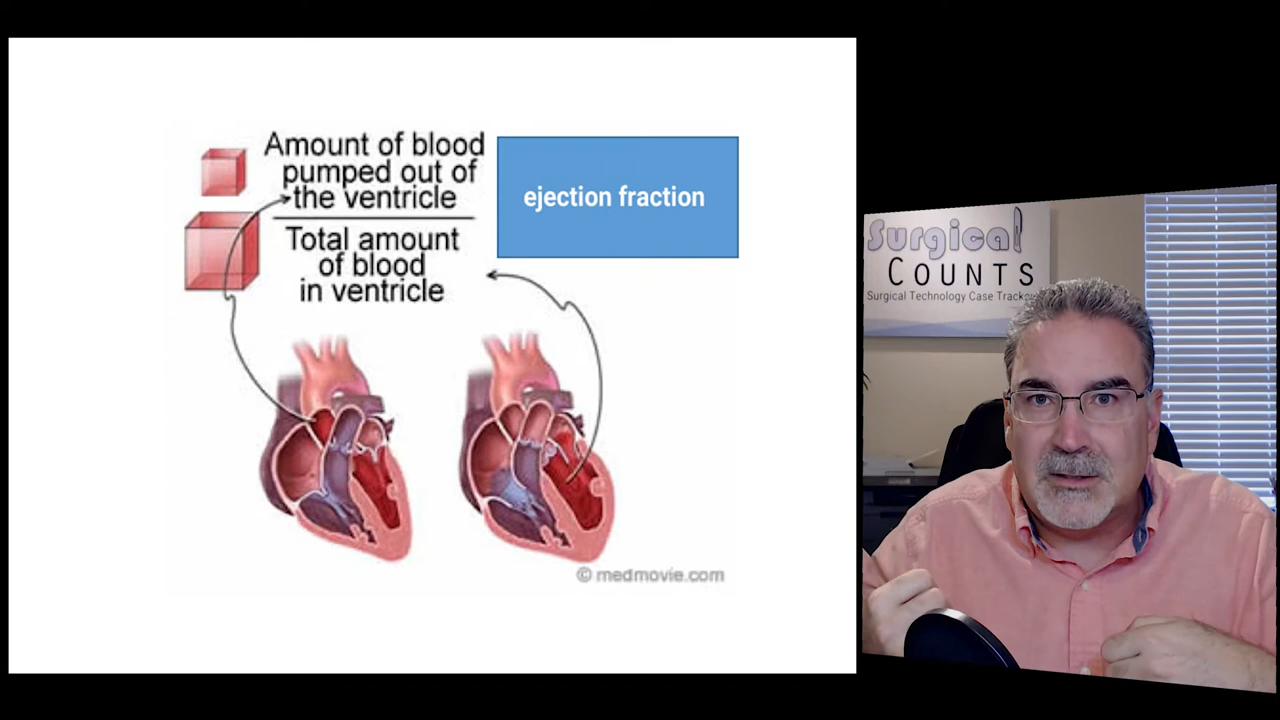 Amount of blood
pumped out of
the ventricle
Total amount
of blood
in ventricle
ejection fraction
© medmovie.com
Surgical
COUNTS
Surgical Technology Case Tracko